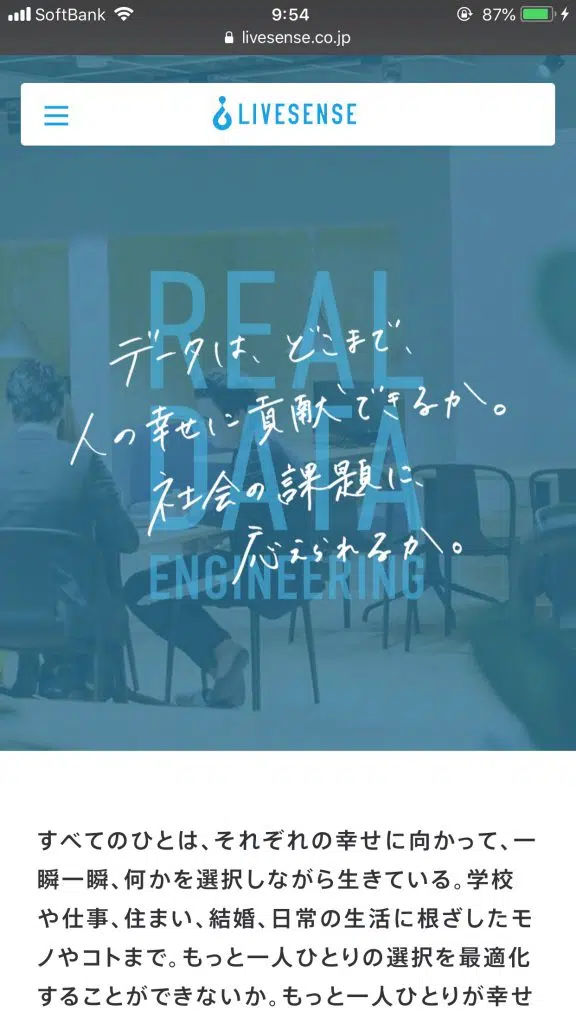 SoftBank 9:54 87%
livesense.co.jp
LIVESENSE
REAL
DATA
ENGINEERING
データは、どこまで、
人の幸せに貢献できるか。
社会の課題に、
応えられるか。
すべてのひとは、それぞれの幸せに向かって、一
瞬一瞬、何かを選択しながら生きている。学校
や仕事、住まい、結婚、日常の生活に根ざしたモ
ノやコトまで。もっと一人ひとりの選択を最適化
することができないか。もっと一人ひとりが幸せ